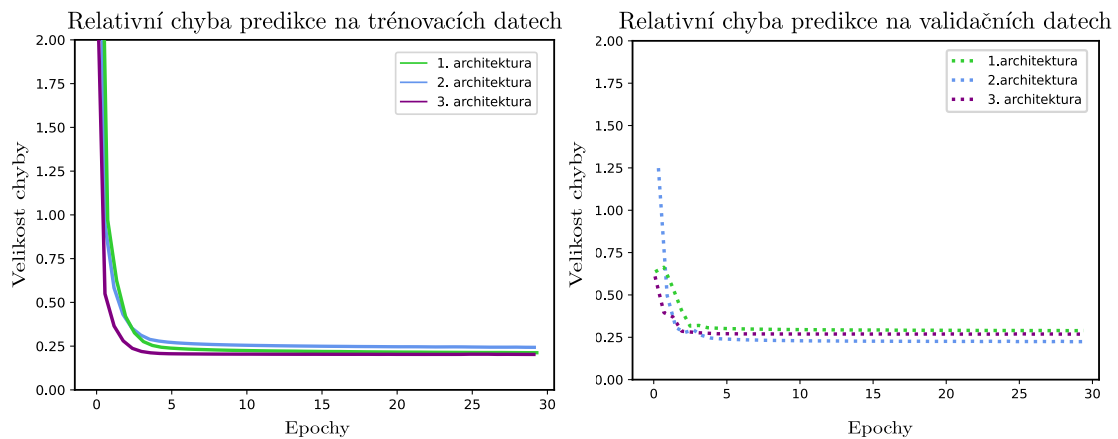 Relativní chyba predikce na trénovacích datech
2.00
1.75
1.50
1.25
1.00
0.75
0.50
0.25
0.00
Velikost chyby
1. architektura
2. architektura
3. architektura
0 5 10 15 20 25 30
Epochy
Relativní chyba predikce na validačních datech
2.00
1.75
1.50
1.25
1.00
0.75
0.50
0.25
0.00
Velikost chyby
1.architektura
2.architektura
3. architektura
0 5 10 15 20 25 30
Epochy